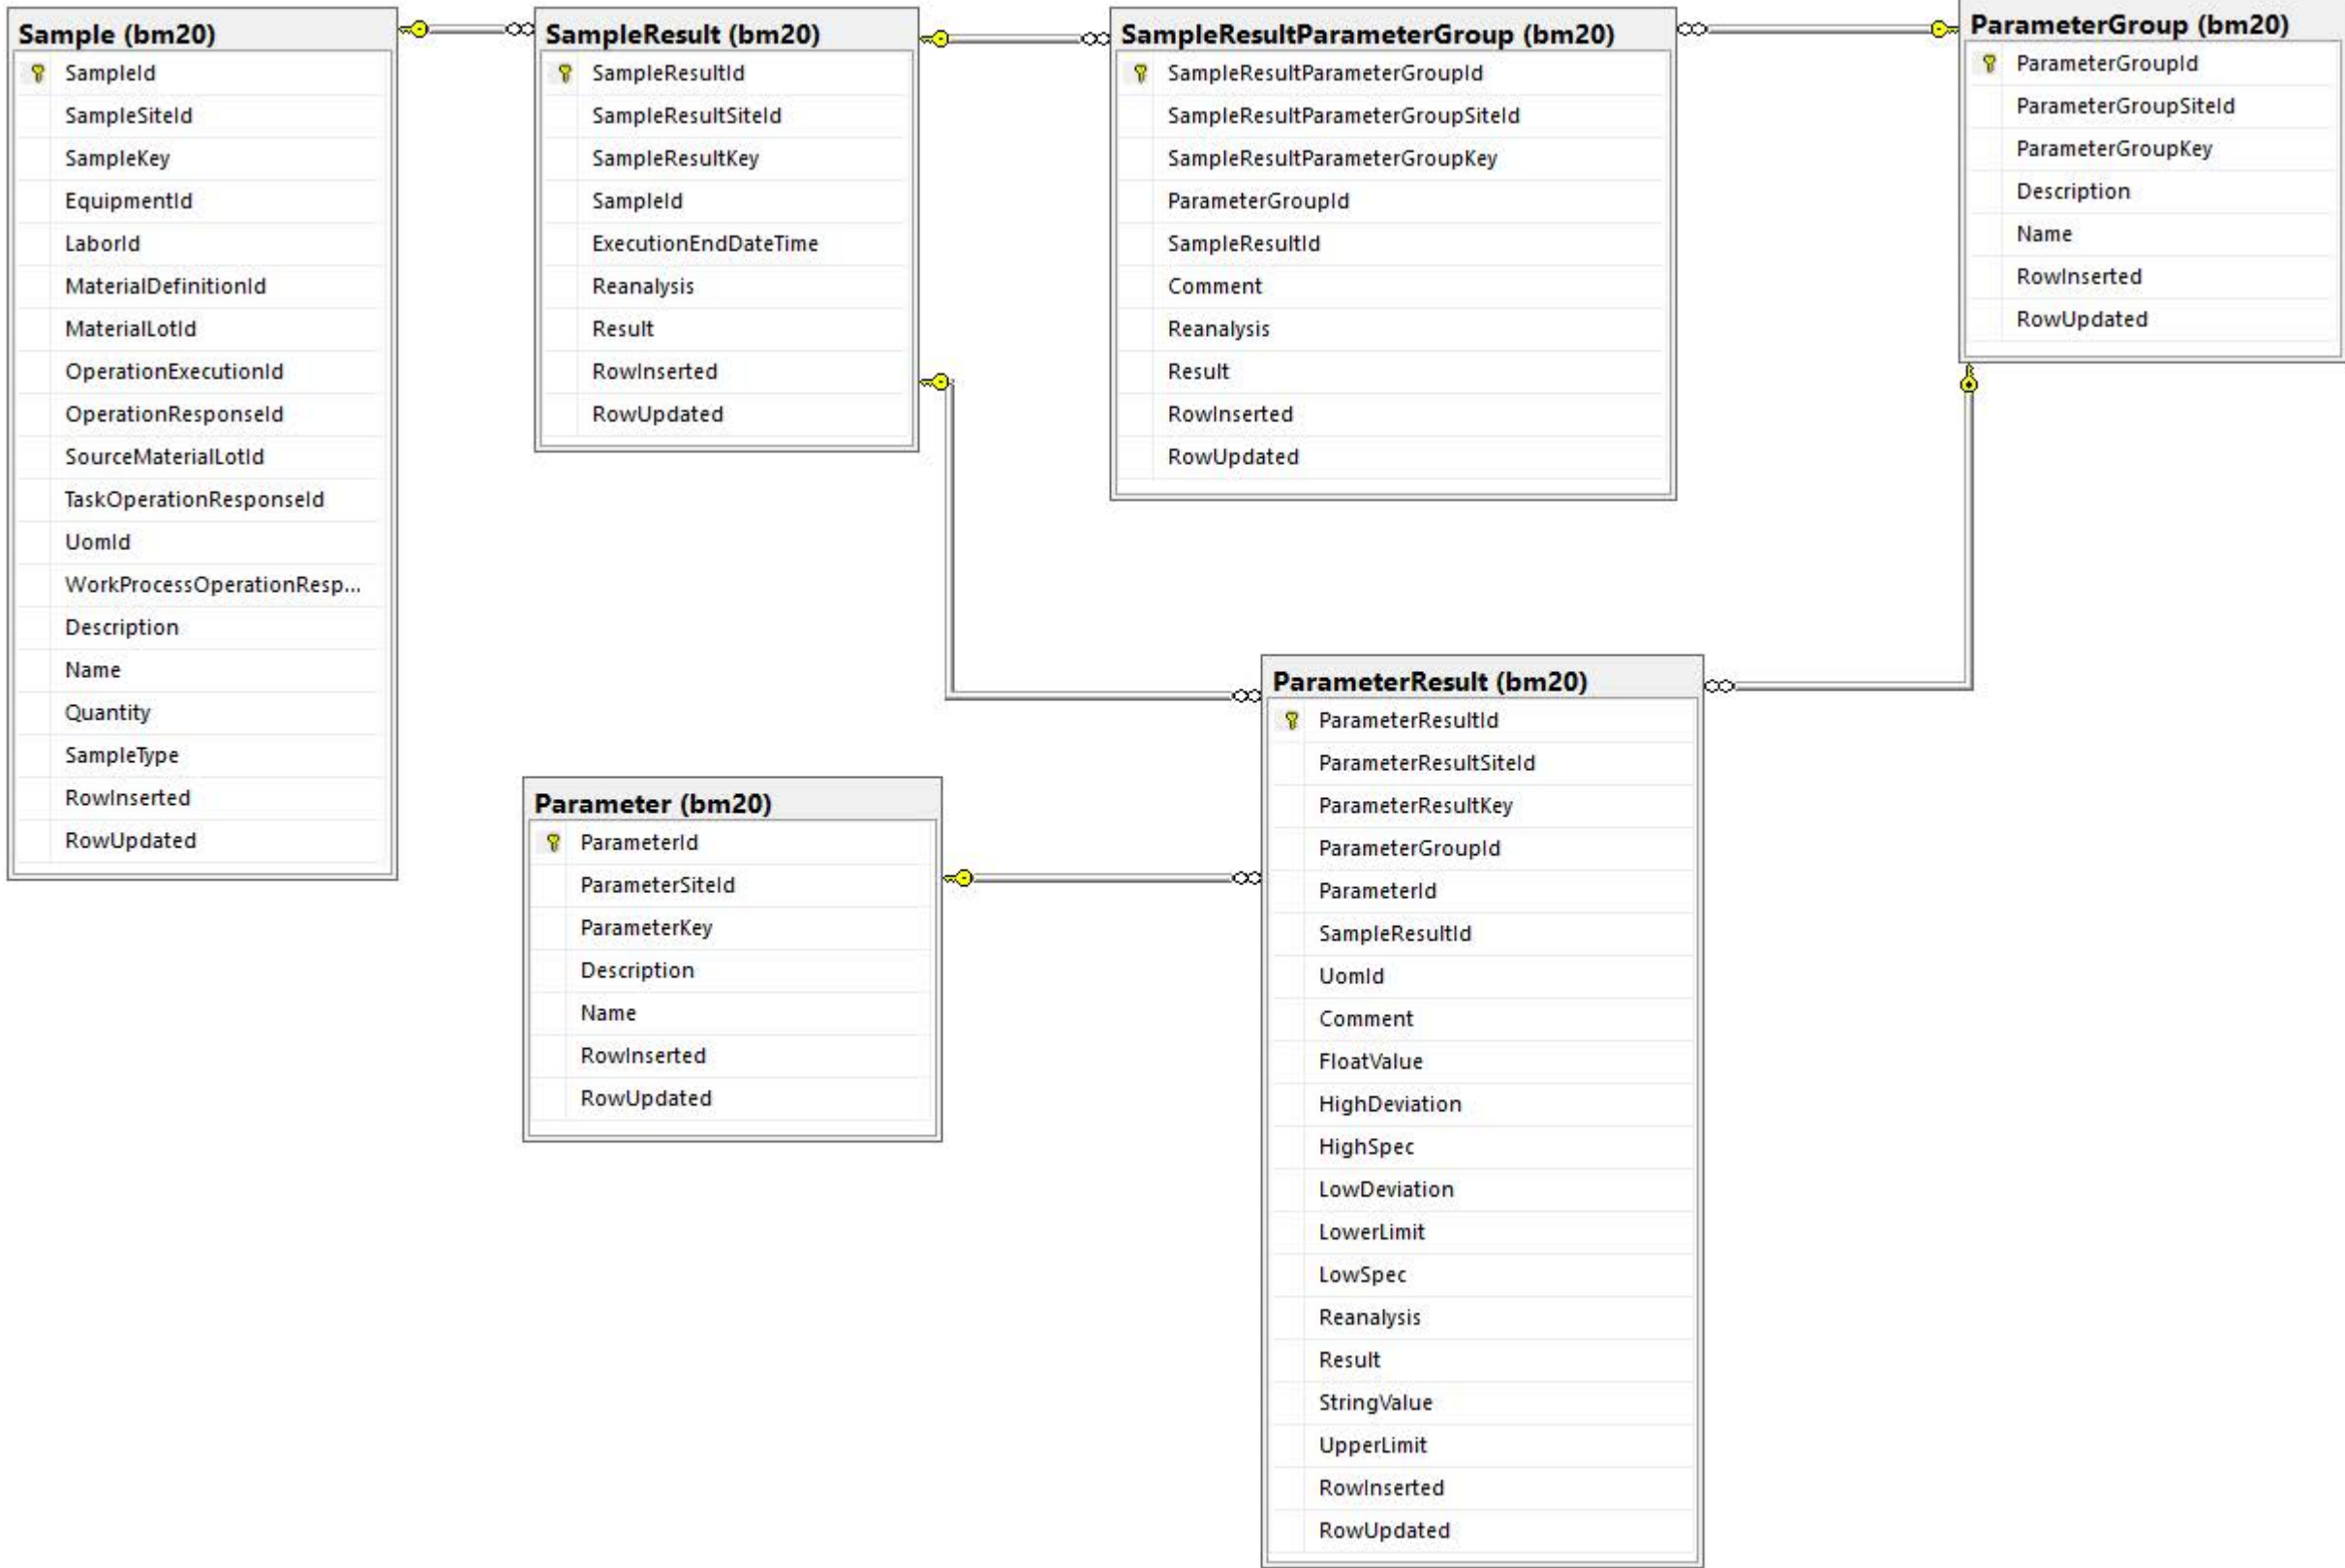 Sample (bm20)
SampleId
SampleSiteId
SampleKey
EquipmentId
LaborId
MaterialDefinitionId
MaterialLotId
OperationExecutionId
OperationResponseId
SourceMaterialLotId
TaskOperationResponseId
UomId
WorkProcessOperationResp...
Description
Name
Quantity
SampleType
RowInserted
RowUpdated
SampleResult (bm20)
SampleResultId
SampleResultSiteId
SampleResultKey
SampleId
ExecutionEndDateTime
Reanalysis
Result
RowInserted
RowUpdated
SampleResultParameterGroup (bm20)
SampleResultParameterGroupId
SampleResultParameterGroupSiteId
SampleResultParameterGroupKey
ParameterGroupId
SampleResultId
Comment
Reanalysis
Result
RowInserted
RowUpdated
ParameterGroup (bm20)
ParameterGroupId
ParameterGroupSiteId
ParameterGroupKey
Description
Name
RowInserted
RowUpdated
Parameter (bm20)
ParameterId
ParameterSiteId
ParameterKey
Description
Name
RowInserted
RowUpdated
ParameterResult (bm20)
ParameterResultId
ParameterResultSiteId
ParameterResultKey
ParameterGroupId
ParameterId
SampleResultId
UomId
Comment
FloatValue
HighDeviation
HighSpec
LowDeviation
LowerLimit
LowSpec
Reanalysis
Result
StringValue
UpperLimit
RowInserted
RowUpdated